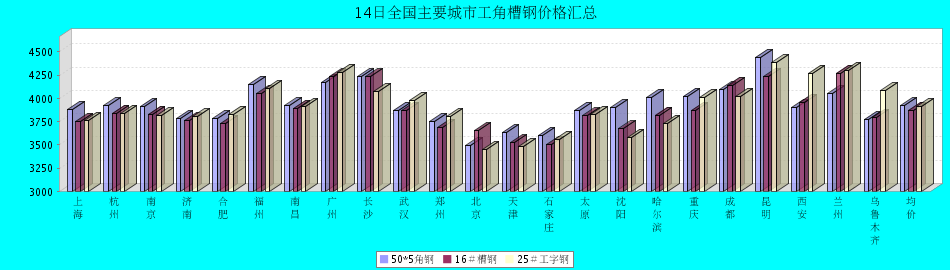 14日全国主要城市工角槽钢价格汇总
4500
4250
4000
3750
3500
3250
3000
上海
杭州
南京
济南
合肥
福州
南昌
广州
长沙
武汉
郑州
北京
天津
石家庄
太原
沈阳
哈尔滨
重庆
成都
昆明
西安
兰州
乌鲁木齐
均价
50*5角钢
16#槽钢
25#工字钢